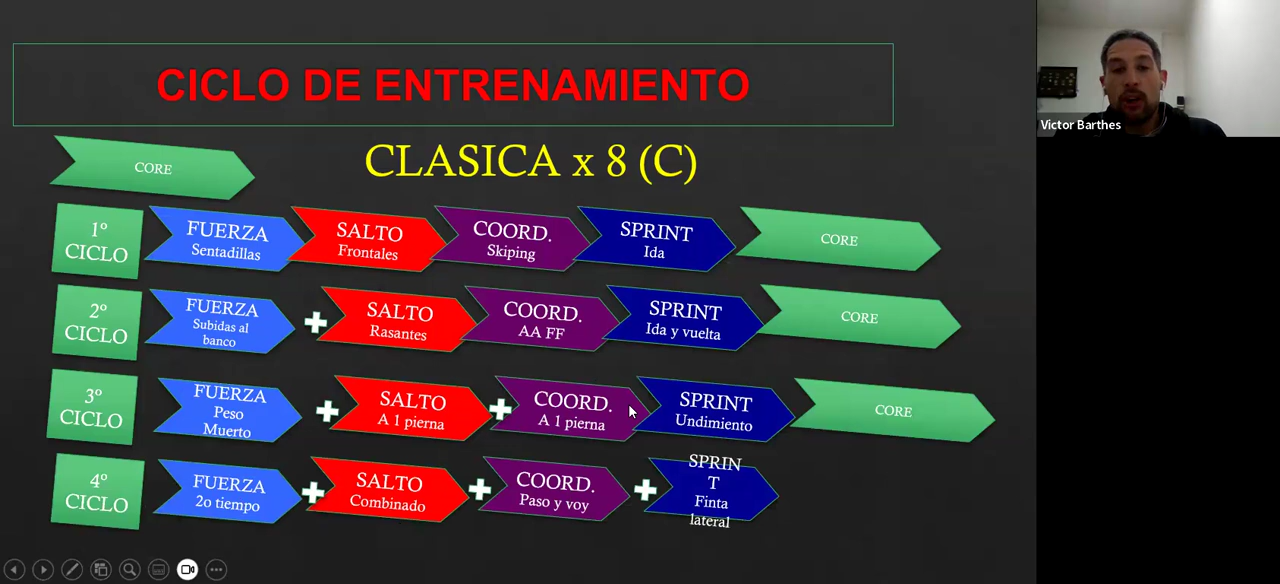 CICLO DE ENTRENAMIENTO
Victor Barthes
CORE
CLASICA x 8 (C)
1º
CICLO
FUERZA
Sentadillas
SALTO
Frontales
COORD.
Skiping
SPRINT
Ida
CORE
2º
CICLO
FUERZA
Subidas al
banco
SALTO
Rasantes
COORD.
AA FF
SPRINT
Ida y vuelta
CORE
3º
CICLO
FUERZA
Peso
Muerto
SALTO
A 1 pierna
COORD.
A 1 pierna
SPRINT
Undimiento
CORE
4º
CICLO
FUERZA
2o tiempo
SALTO
Combinado
COORD.
Paso y voy
SPRIN
T
Finta
lateral